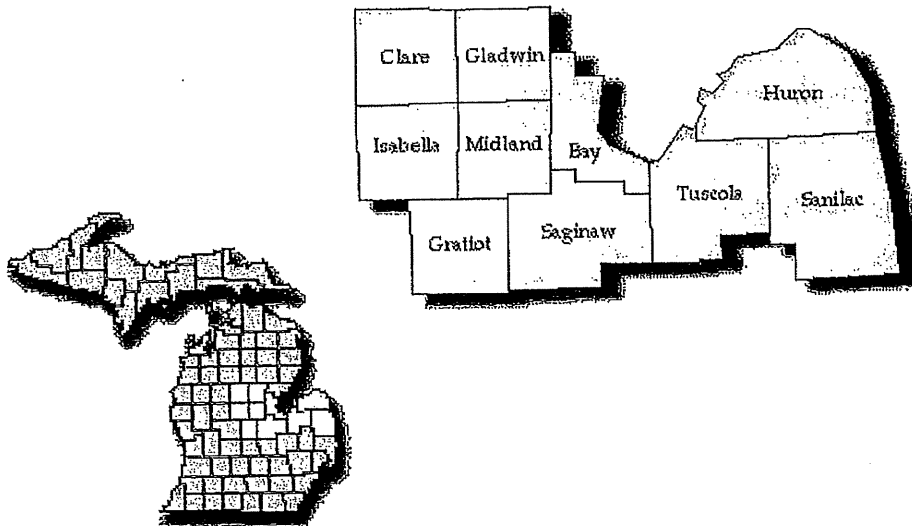 Clare Gladwin
Huron
Isabella Midland Bay
Tuscola Sanilac
Gratiot Saginaw